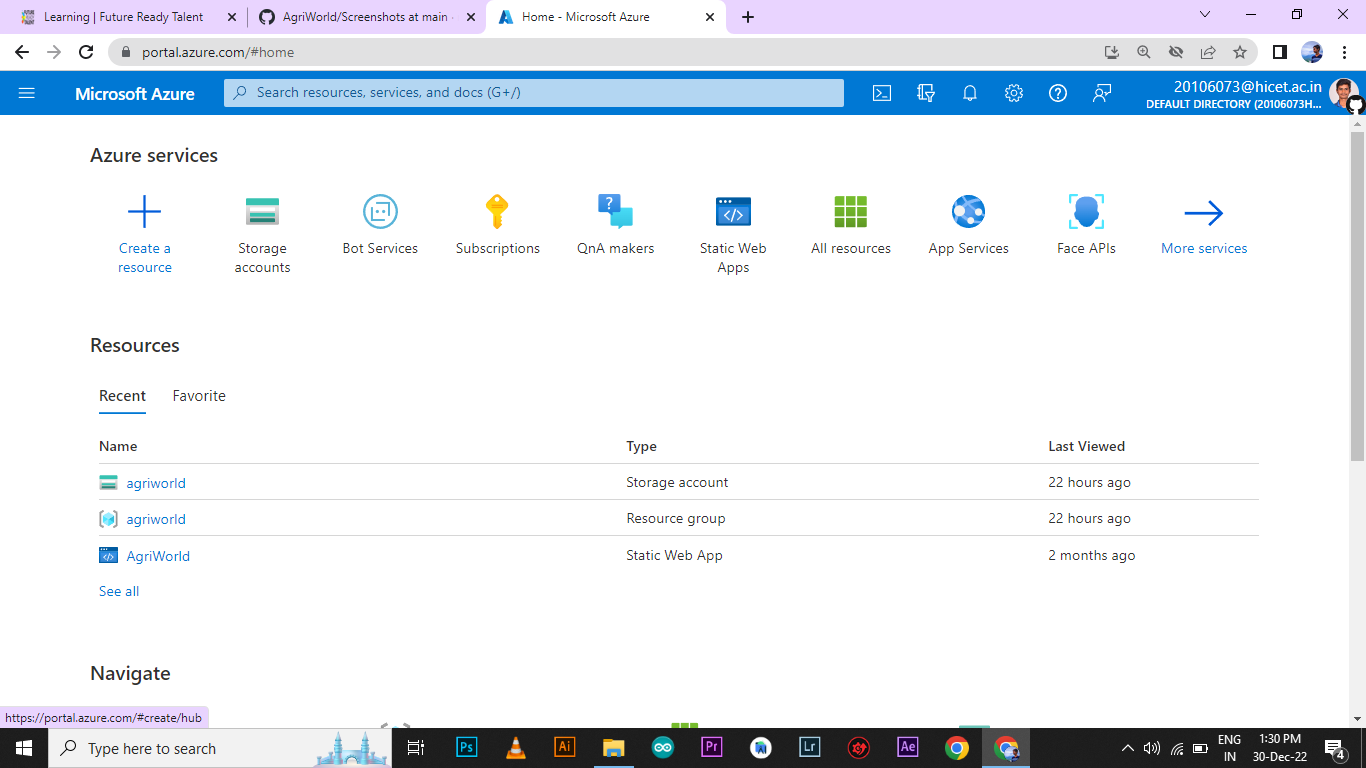 Learning | Future Ready Talent
AgriWorld/Screenshots at main
Home - Microsoft Azure
portal.azure.com/#home
Microsoft Azure
Search resources, services, and docs (G+/)
20106073@hicet.ac.in
DEFAULT DIRECTORY (20106073H...
Azure services
Create a
resource
Storage
accounts
Bot Services
Subscriptions
QnA makers
Static Web
Apps
All resources
App Services
Face APIs
More services
Resources
Recent Favorite
Name Type Last Viewed
agriworld Storage account 22 hours ago
agriworld Resource group 22 hours ago
AgriWorld Static Web App 2 months ago
See all
Navigate
https://portal.azure.com/#create/hub
Type here to search
Ps
Ai
Pr
Lr
Ae
ENG
IN
1:30 PM
30-Dec-22
4